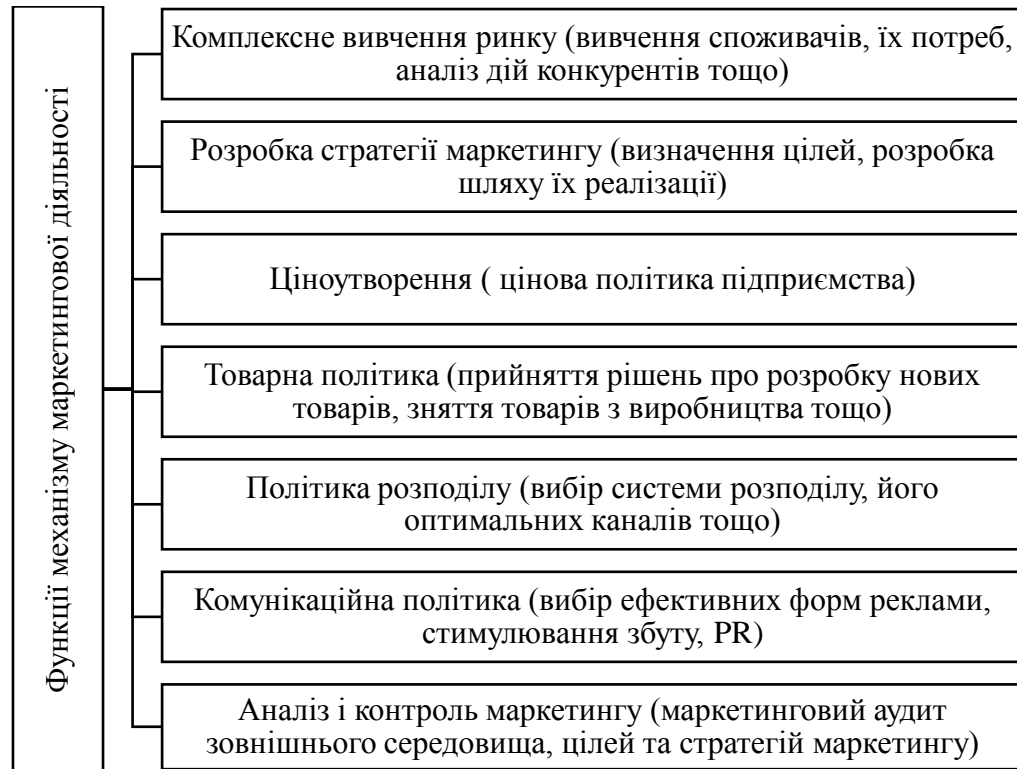 Функції механізму маркетингової діяльності
Комплексне вивчення ринку (вивчення споживачів, їх потреб,
аналіз дій конкурентів тощо)
Розробка стратегії маркетингу (визначення цілей, розробка
шляху їх реалізації)
Ціноутворення ( цінова політика підприємства)
Товарна політика (прийняття рішень про розробку нових
товарів, зняття товарів з виробництва тощо)
Політика розподілу (вибір системи розподілу, його
оптимальних каналів тощо)
Комунікаційна політика (вибір ефективних форм реклами,
стимулювання збуту, PR)
Аналіз і контроль маркетингу (маркетинговий аудит
зовнішнього середовища, цілей та стратегій маркетингу)